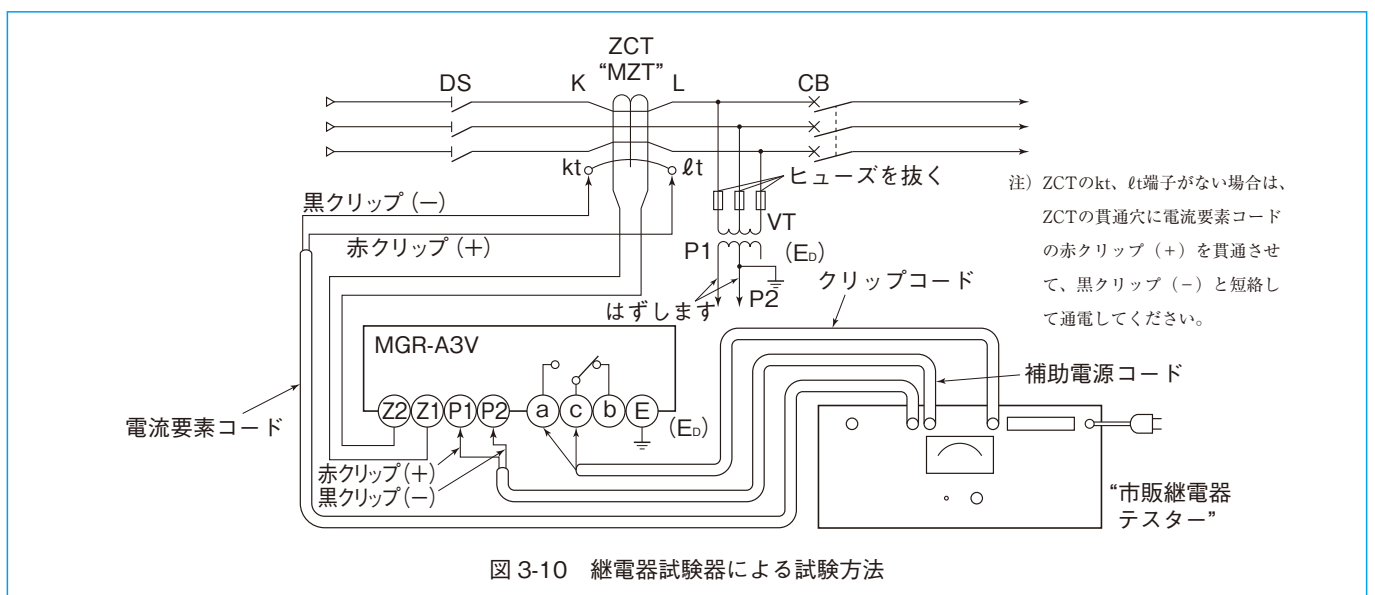 ZCT
“MZT”
DS
K
L
CB
kt
ℓt
黒クリップ（−）
赤クリップ（＋）
ヒューズを抜く
VT
P1
（ED）
P2
はずします
クリップコード
注）ZCTのkt、ℓt端子がない場合は、
ZCTの貫通穴に電流要素コード
の赤クリップ（+）を貫通させ
て、黒クリップ（−）と短絡し
て通電してください。
MGR-A3V
補助電源コード
Z2 Z1 P1 P2 a c b E
（ED）
電流要素コード
赤クリップ（+）
黒クリップ（−）
“市販継電器
テスター”
図 3-10　継電器試験器による試験方法